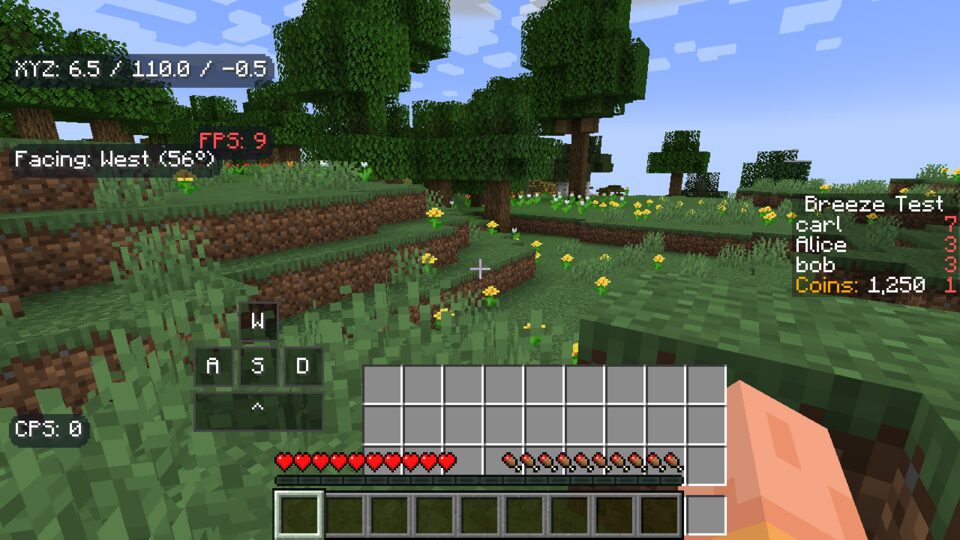 XYZ: 6.5 / 110.0 / -0.5
FPS: 9
Facing: West (56º)
Breeze Test
carl 7
Alice 3
bob 3
Coins: 1,250 1
W
A S D
^
CPS: 0